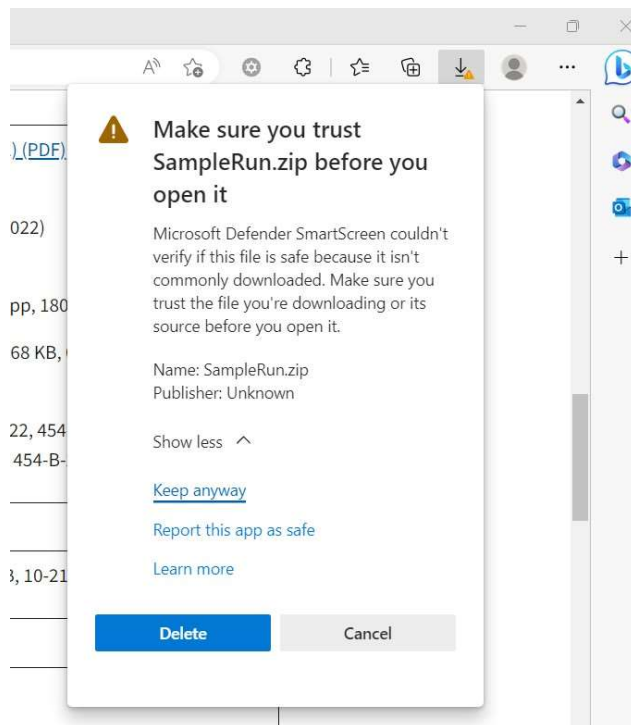 ) (PDF)
022)
pp, 180
68 KB,
22, 454
454-B-
3, 10-21
Make sure you trust
SampleRun.zip before you
open it
Microsoft Defender SmartScreen couldn't
verify if this file is safe because it isn't
commonly downloaded. Make sure you
trust the file you're downloading or its
source before you open it.
Name: SampleRun.zip
Publisher: Unknown
Show less
Keep anyway
Report this app as safe
Learn more
Delete
Cancel